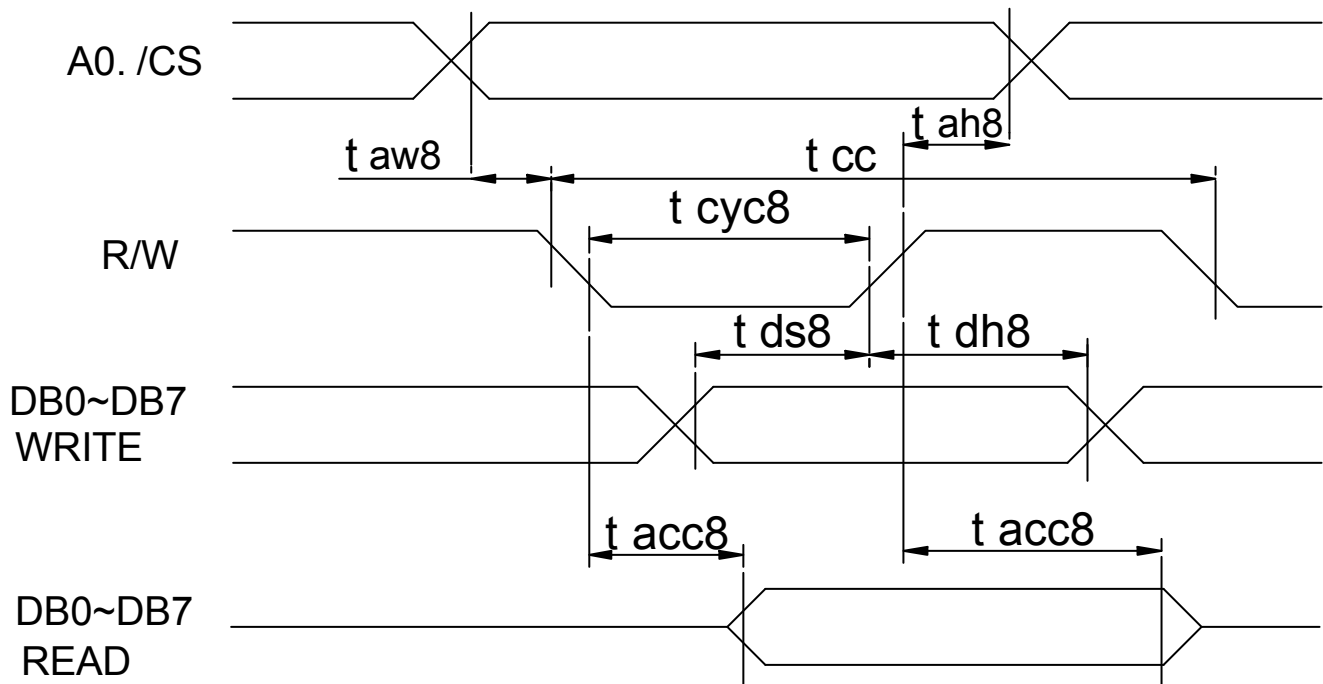 A0. /CS
t ah8
t aw8
t cc
t cyc8
R/W
t ds8
t dh8
DB0~DB7
WRITE
t acc8
t acc8
DB0~DB7
READ